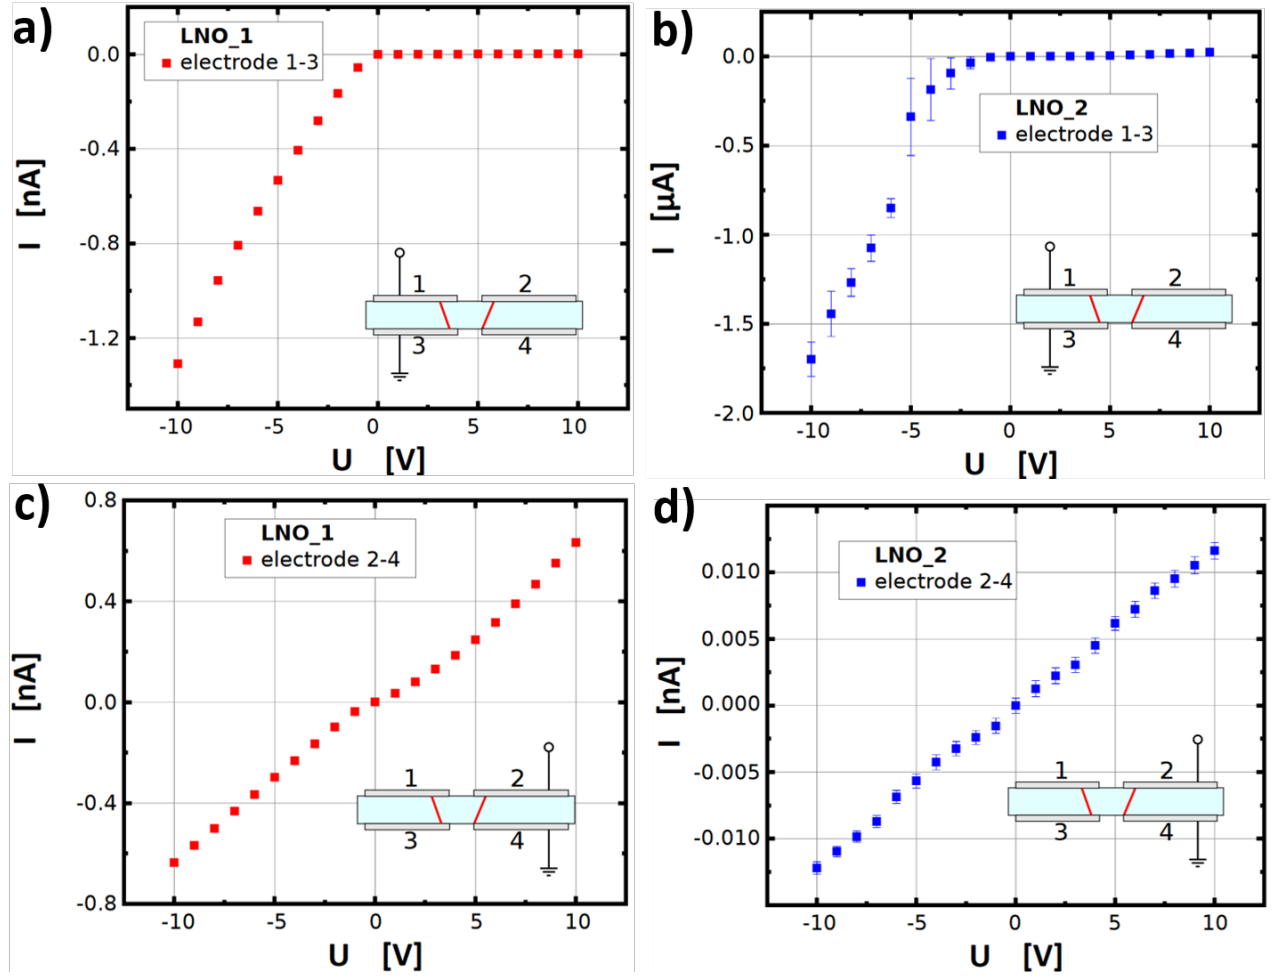 a)
LNO_1
electrode 1-3
0.0
-0.4
-0.8
-1.2
I [nA]
1 2
3 4
-10 -5 0 5 10
U [V]
b)
LNO_2
electrode 1-3
0.0
-0.5
-1.0
-1.5
-2.0
I [μA]
1 2
3 4
-10 -5 0 5 10
U [V]
c)
LNO_1
electrode 2-4
0.8
0.4
0.0
-0.4
-0.8
I [nA]
1 2
3 4
-10 -5 0 5 10
U [V]
d)
LNO_2
electrode 2-4
0.010
0.005
0.000
-0.005
-0.010
I [nA]
1 2
3 4
-10 -5 0 5 10
U [V]